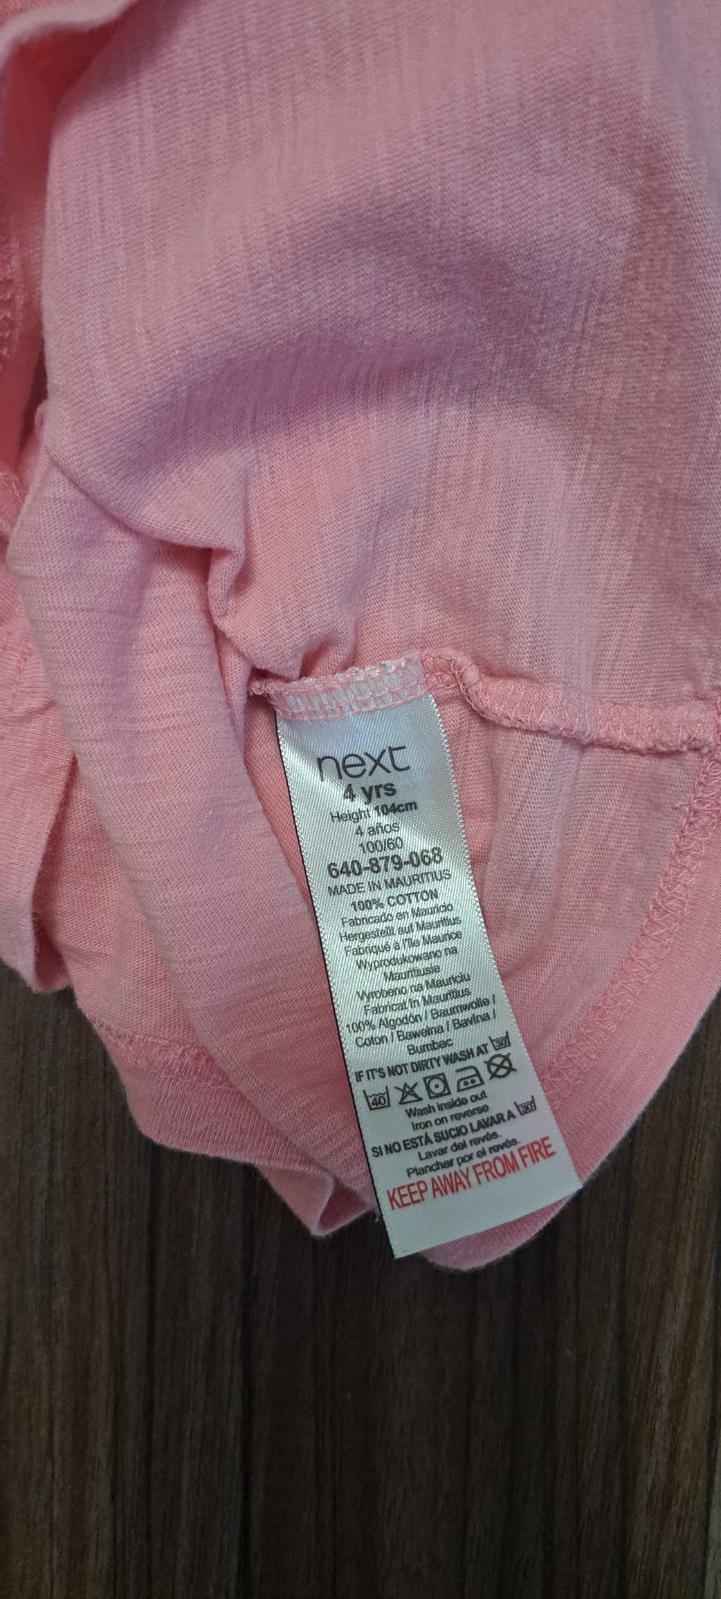 next
4 yrs
Height 104cm
4 años
100/60
640-879-068
MADE IN MAURITIUS
100% COTTON
Fabricado en Mauricio
Hergestellt auf Mauritius
Fabriqué à l'Ile Maurice
Wyprodukowano na
Mauritiusie
Vyrobeno na Mauriciu
Fabricat în Mauritius
100% Algodón / Baumwolle /
Coton / Bawełna / Bavlna /
Bumbac
IF IT'S NOT DIRTY WASH AT 30
40
Wash inside out
Iron on reverse
SI NO ESTÁ SUCIO LAVAR A 30
Lavar del revés.
Planchar por el revés.
KEEP AWAY FROM FIRE